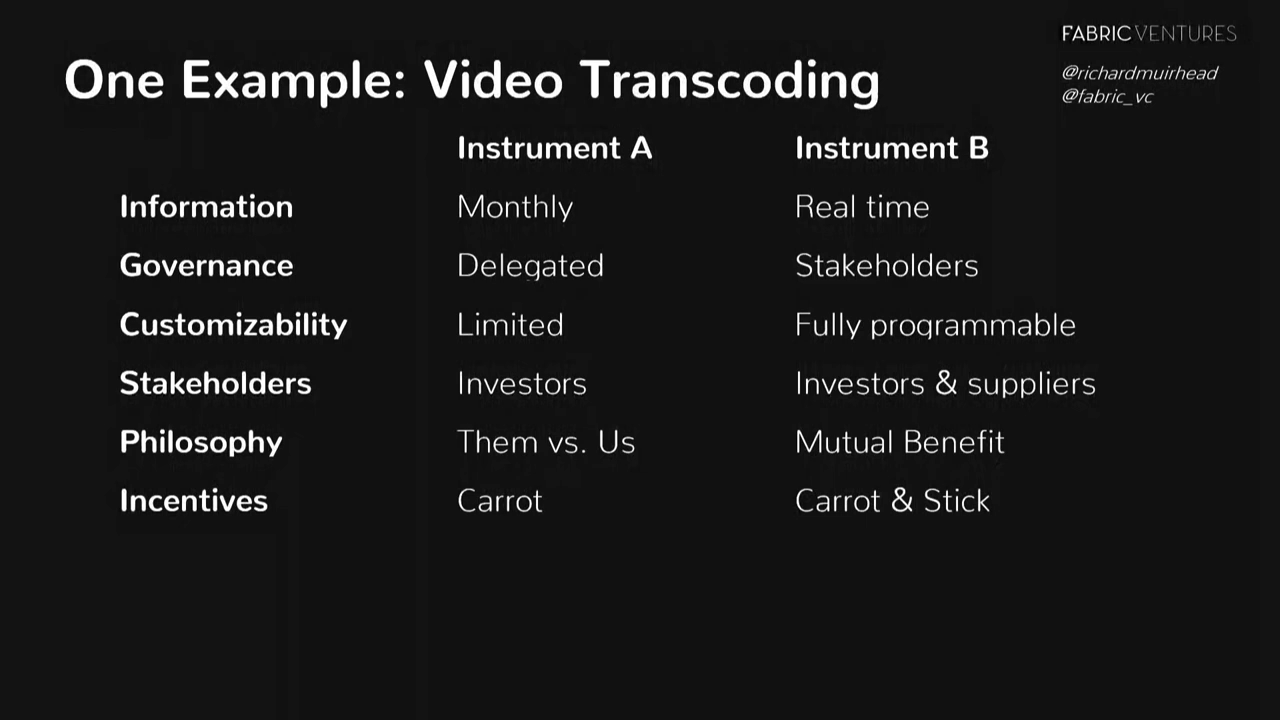 FABRIC VENTURES
One Example: Video Transcoding
@richardmuirhead
@fabric_vc
Instrument A Instrument B
Information Monthly Real time
Governance Delegated Stakeholders
Customizability Limited Fully programmable
Stakeholders Investors Investors & suppliers
Philosophy Them vs. Us Mutual Benefit
Incentives Carrot Carrot & Stick